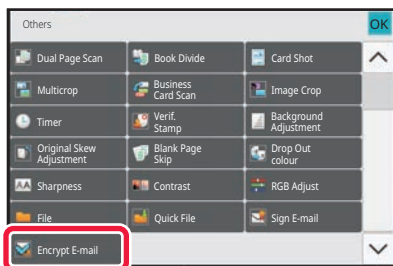 Others
OK
Dual Page Scan
Book Divide
Card Shot
Multicrop
Business
Card Scan
Image Crop
Timer
Verif.
Stamp
Background
Adjustment
Original Skew
Adjustment
Blank Page
Skip
Drop Out
colour
Sharpness
Contrast
RGB Adjust
File
Quick File
Sign E-mail
Encrypt E-mail